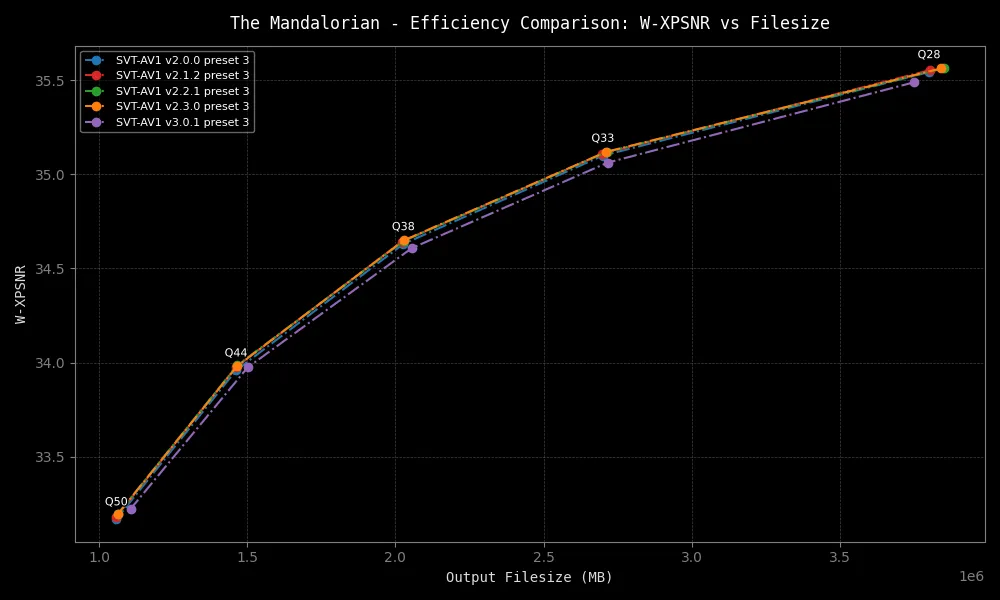 The Mandalorian - Efficiency Comparison: W-XPSNR vs Filesize
SVT-AV1 v2.0.0 preset 3
SVT-AV1 v2.1.2 preset 3
SVT-AV1 v2.2.1 preset 3
SVT-AV1 v2.3.0 preset 3
SVT-AV1 v3.0.1 preset 3
Q28
Q33
Q38
Q44
Q50
35.5
35.0
34.5
34.0
33.5
W-XPSNR
1.0 1.5 2.0 2.5 3.0 3.5
1e6
Output Filesize (MB)